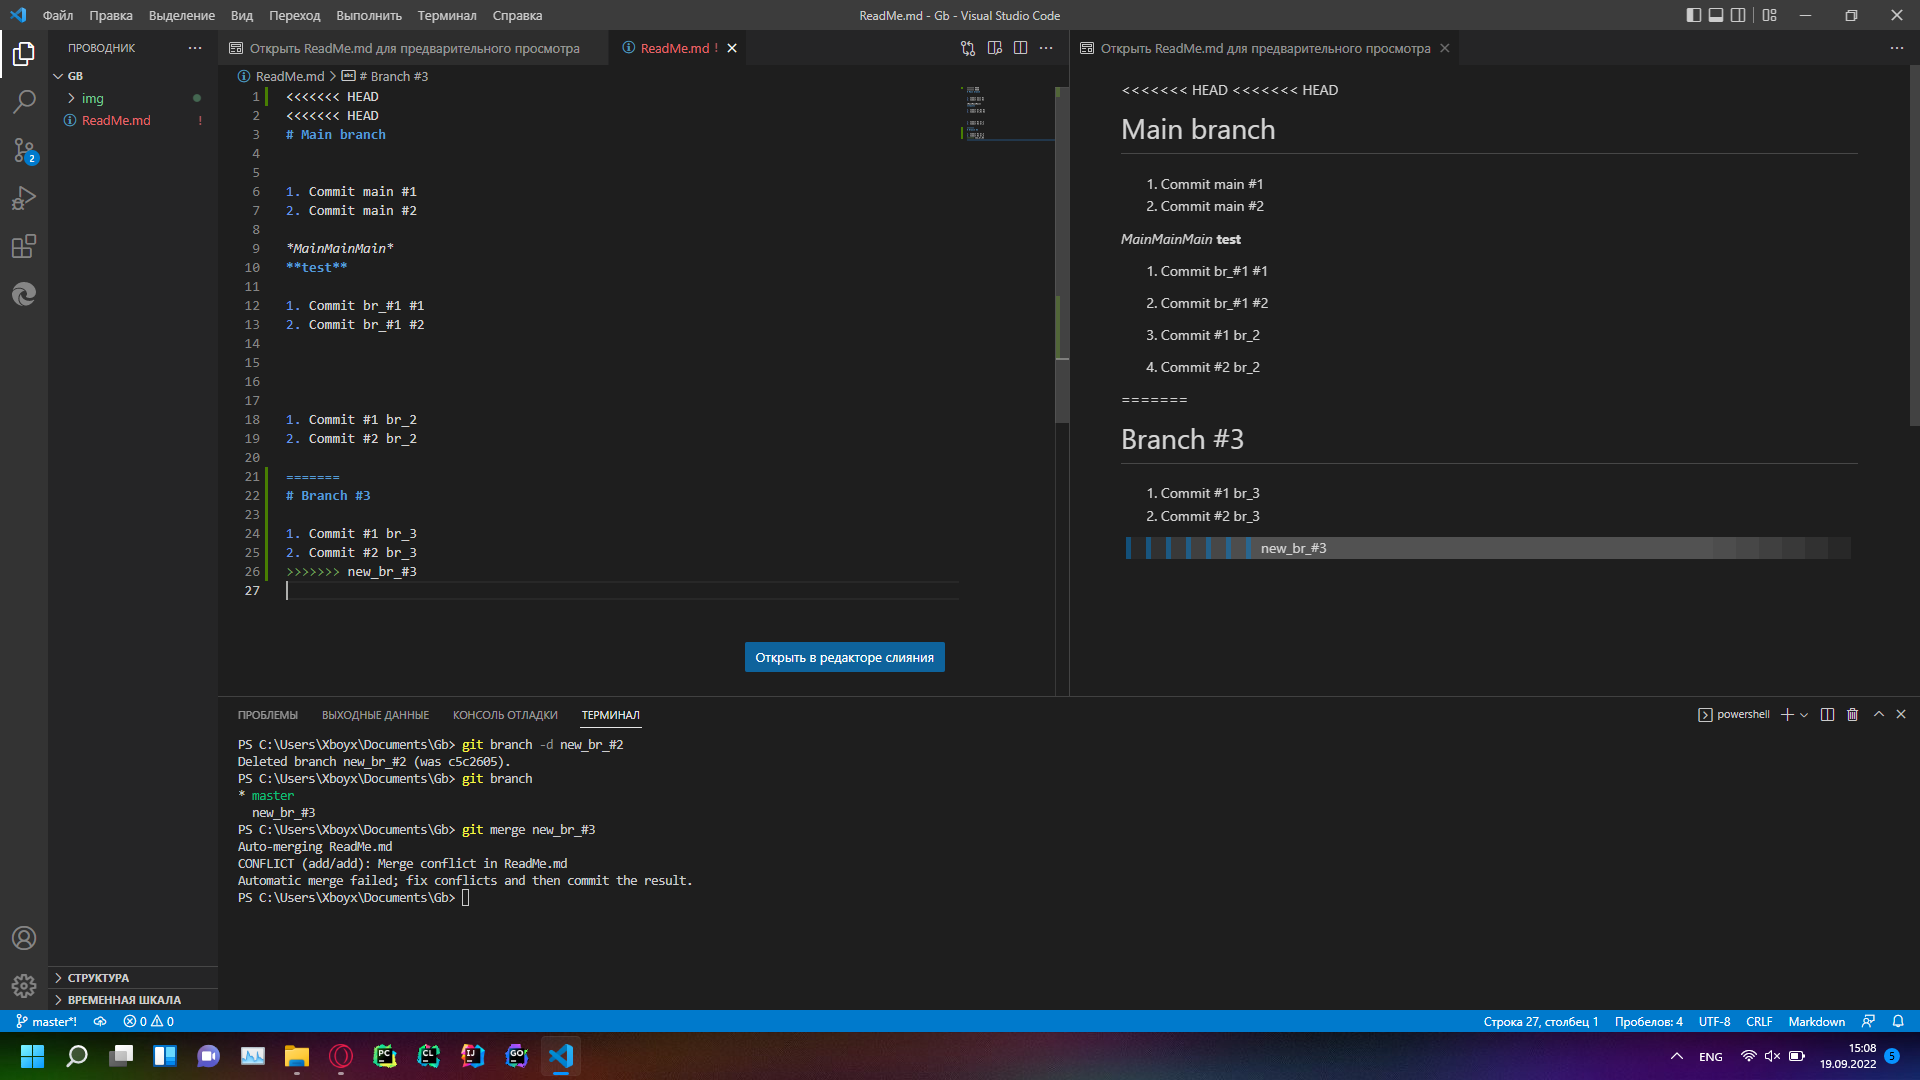 Файл Правка Выделение Вид Переход Выполнить Терминал Справка
ReadMe.md - Gb - Visual Studio Code
ПРОВОДНИК
GB
img
ReadMe.md !
2
Открыть ReadMe.md для предварительного просмотра
ReadMe.md !
ReadMe.md > # Branch #3
1 <<<<<<< HEAD
2 <<<<<<< HEAD
3 # Main branch
4
5
6 1. Commit main #1
7 2. Commit main #2
8
9 *MainMainMain*
10 **test**
11
12 1. Commit br_#1 #1
13 2. Commit br_#1 #2
14
15
16
17
18 1. Commit #1 br_2
19 2. Commit #2 br_2
20
21 =======
22 # Branch #3
23
24 1. Commit #1 br_3
25 2. Commit #2 br_3
26 >>>>>>> new_br_#3
27
Открыть в редакторе слияния
Открыть ReadMe.md для предварительного просмотра
<<<<<<< HEAD <<<<<<< HEAD
Main branch
1. Commit main #1
2. Commit main #2
MainMainMain test
1. Commit br_#1 #1
2. Commit br_#1 #2
3. Commit #1 br_2
4. Commit #2 br_2
=======
Branch #3
1. Commit #1 br_3
2. Commit #2 br_3
new_br_#3
ПРОБЛЕМЫ ВЫХОДНЫЕ ДАННЫЕ КОНСОЛЬ ОТЛАДКИ ТЕРМИНАЛ
powershell
PS C:\Users\Xboyx\Documents\Gb> git branch -d new_br_#2
Deleted branch new_br_#2 (was c5c2605).
PS C:\Users\Xboyx\Documents\Gb> git branch
* master
new_br_#3
PS C:\Users\Xboyx\Documents\Gb> git merge new_br_#3
Auto-merging ReadMe.md
CONFLICT (add/add): Merge conflict in ReadMe.md
Automatic merge failed; fix conflicts and then commit the result.
PS C:\Users\Xboyx\Documents\Gb>
СТРУКТУРА
ВРЕМЕННАЯ ШКАЛА
master*! 0 0
Строка 27, столбец 1 Пробелов: 4 UTF-8 CRLF Markdown
PC CL IJ GO
ENG
15:08
19.09.2022
5